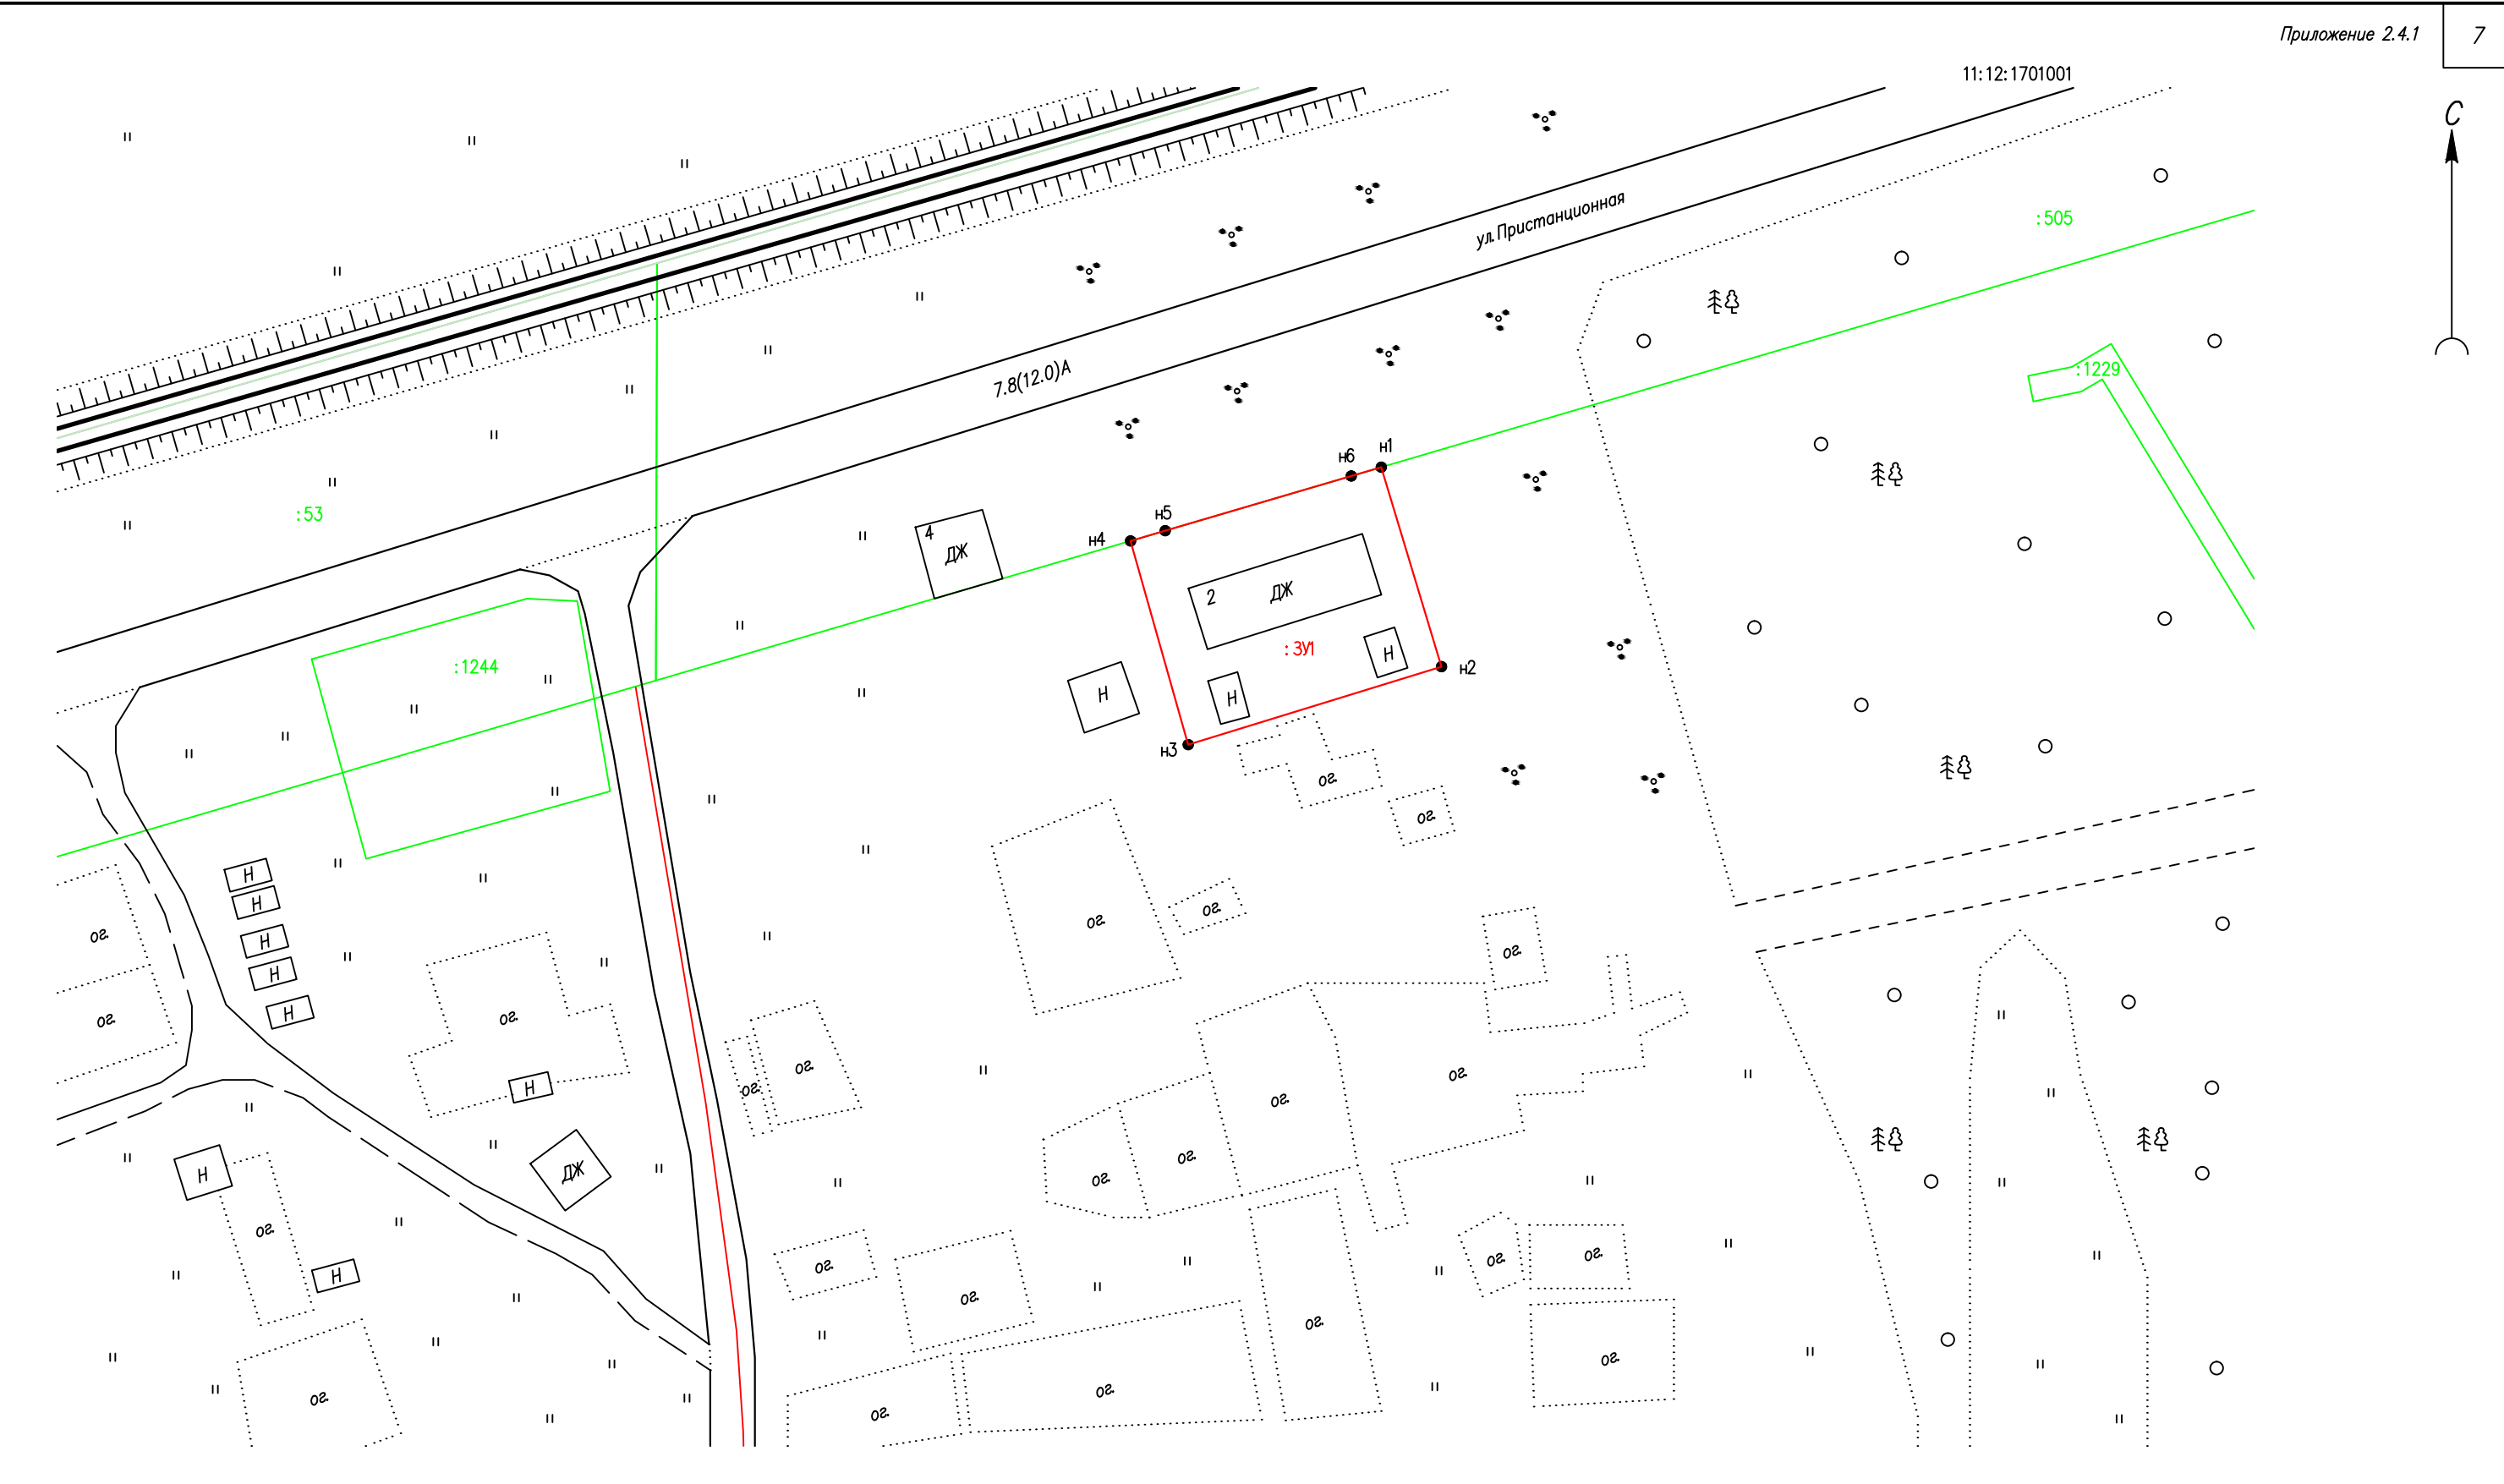 Приложение 2.4.1
7
11:12:1701001
С
ул.Пристанционная
:505
:1229
7.8(12.0)А
н6
н1
н5
н4
:53
4
ДЖ
2
ДЖ
:ЗУ1
Н
Н
Н
н2
н3
:1244
ог.
ог.
ог.
ог.
ог.
ог.
Н
Н
Н
Н
Н
ог.
ог.
ог.
ог.
ог.
Н
ог.
ог.
ог.
ог.
ог.
ДЖ
Н
ог.
Н
ог.
ог.
ог.
ог.
ог.
ог.
ог.
ог.
ог.